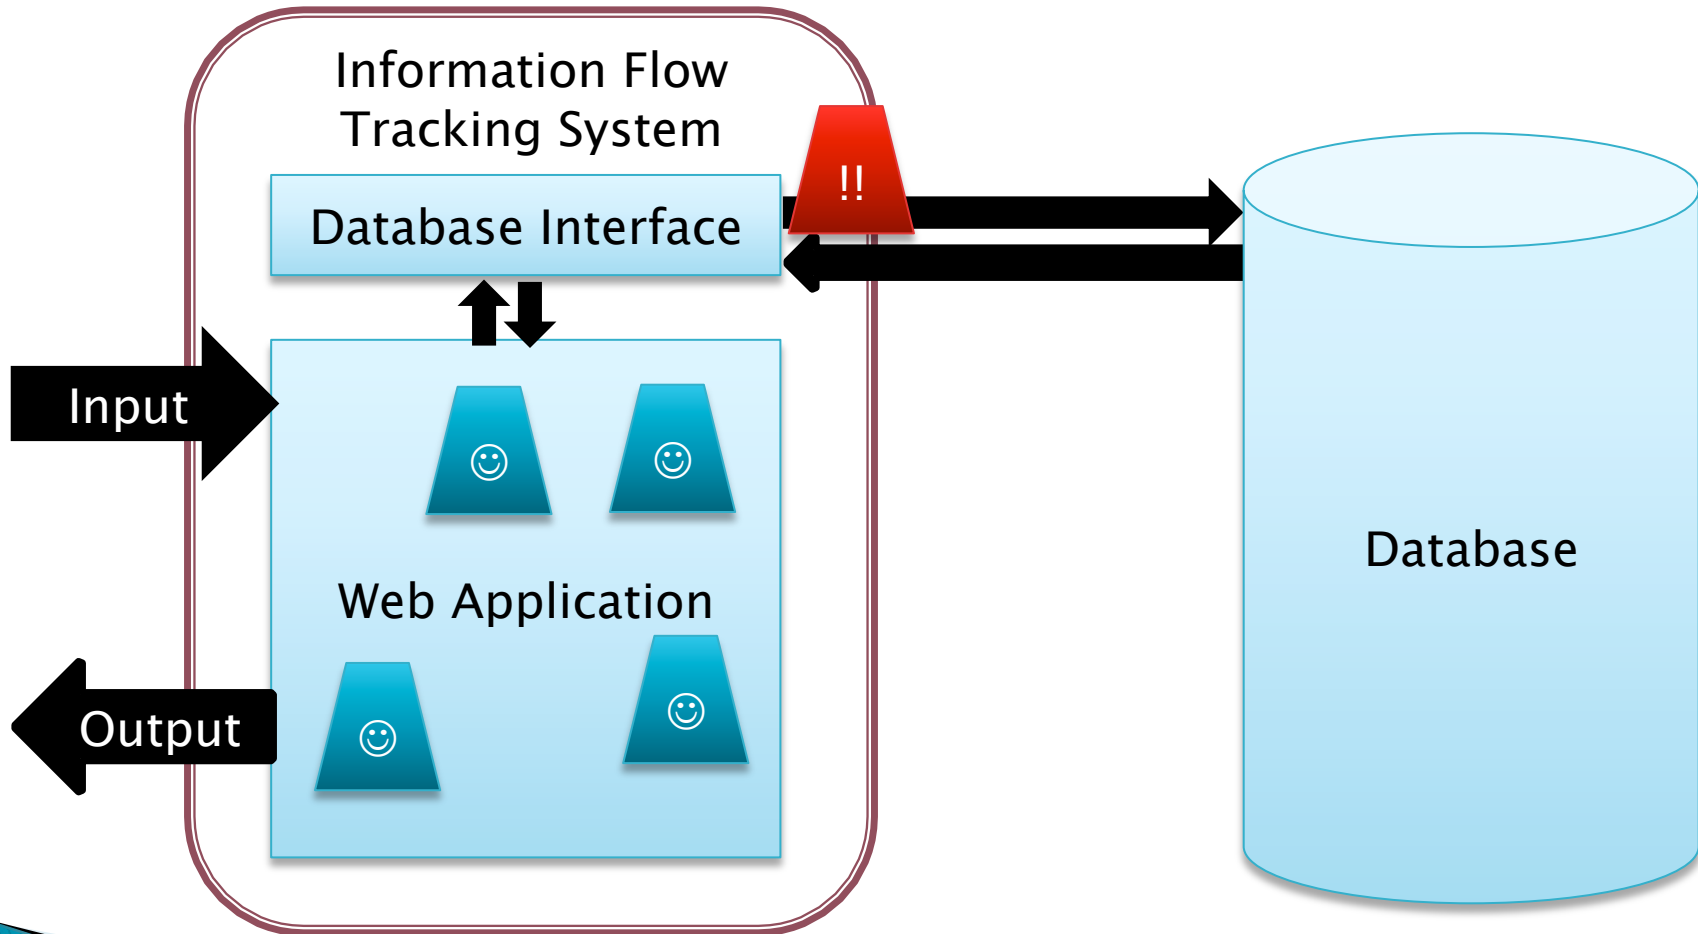 Information Flow
Tracking System
!!
Database Interface
Input
☺
☺
Database
Web Application
Output
☺
☺